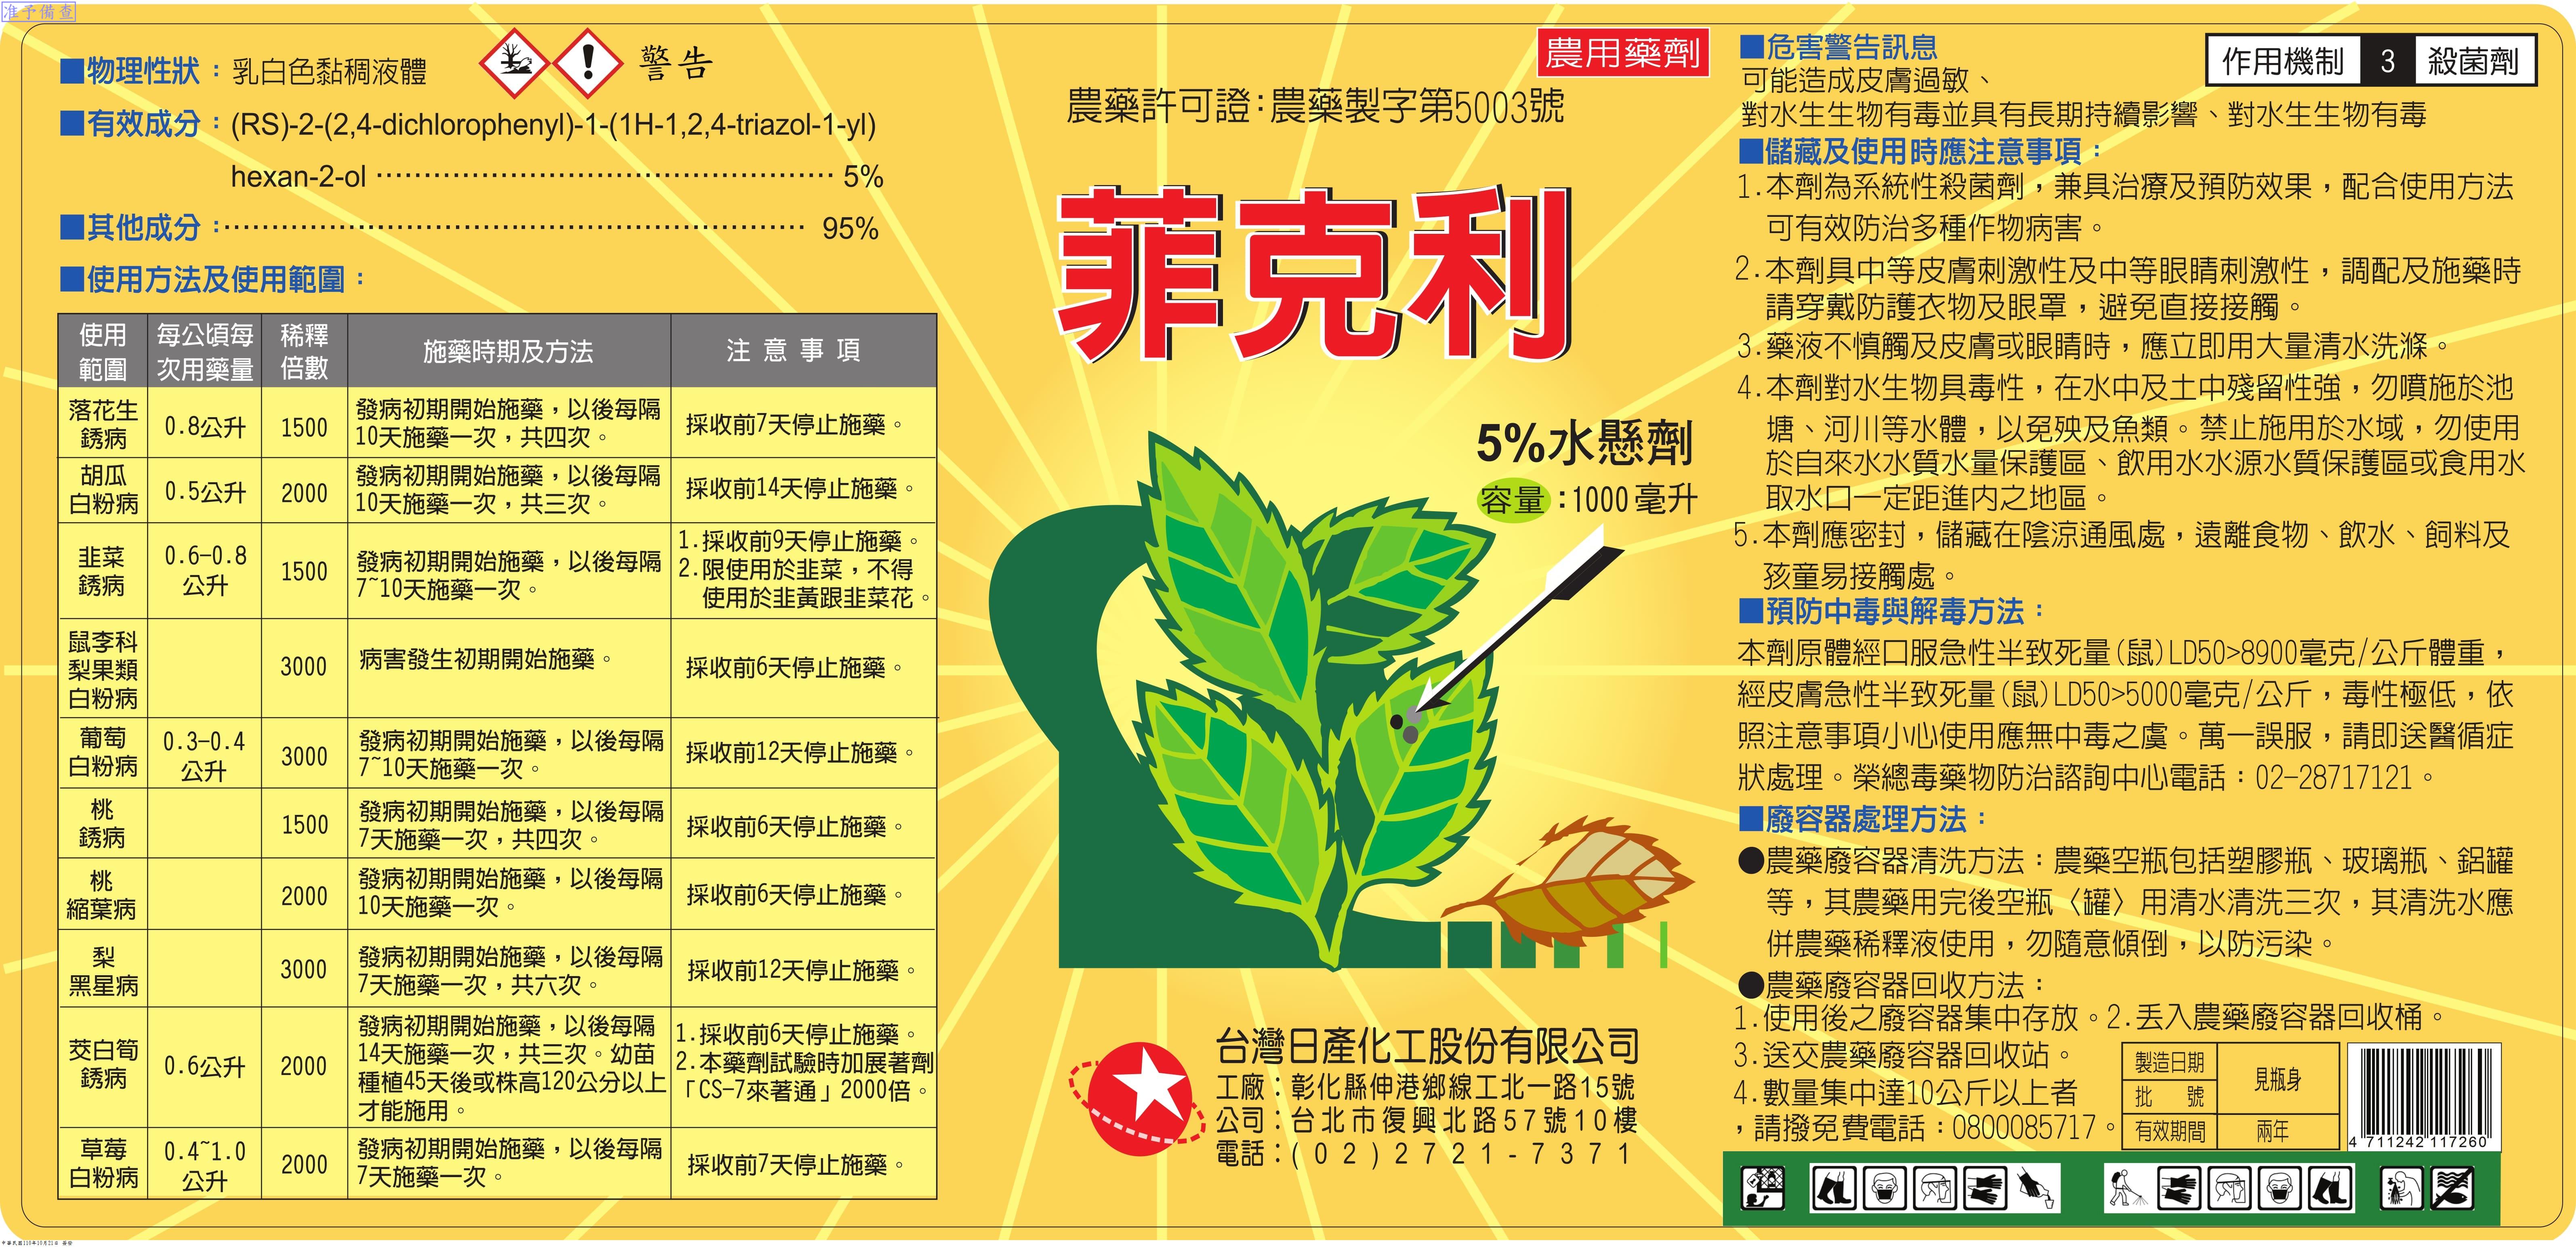 准予備查
■物理性狀：乳白色黏稠液體
警告
■有效成分：(RS)-2-(2,4-dichlorophenyl)-1-(1H-1,2,4-triazol-1-yl)
hexan-2-ol ················································ 5%
■其他成分：····························································· 95%
■使用方法及使用範圍：
使用範圍 每公頃每次用藥量 稀釋倍數 施藥時期及方法 注意事項
落花生
銹病
0.8公升
1500
發病初期開始施藥，以後每隔
10天施藥一次，共四次。
採收前7天停止施藥。
胡瓜
白粉病
0.5公升
2000
發病初期開始施藥，以後每隔
10天施藥一次，共三次。
採收前14天停止施藥。
韭菜
銹病
0.6-0.8
公升
1500
發病初期開始施藥，以後每隔
7~10天施藥一次。
1.採收前9天停止施藥。
2.限使用於韭菜，不得
使用於韭黃跟韭菜花。
鼠李科
梨果類
白粉病
3000
病害發生初期開始施藥。
採收前6天停止施藥。
葡萄
白粉病
0.3-0.4
公升
3000
發病初期開始施藥，以後每隔
7~10天施藥一次。
採收前12天停止施藥。
桃
銹病
1500
發病初期開始施藥，以後每隔
7天施藥一次，共四次。
採收前6天停止施藥。
桃
縮葉病
2000
發病初期開始施藥，以後每隔
10天施藥一次。
採收前6天停止施藥。
梨
黑星病
3000
發病初期開始施藥，以後每隔
7天施藥一次，共六次。
採收前12天停止施藥。
茭白筍
銹病
0.6公升
2000
發病初期開始施藥，以後每隔
14天施藥一次，共三次。幼苗
種植45天後或株高120公分以上
才能施用。
1.採收前6天停止施藥。
2.本藥劑試驗時加展著劑
「CS-7來著通」2000倍。
草莓
白粉病
0.4~1.0
公升
2000
發病初期開始施藥，以後每隔
7天施藥一次。
採收前7天停止施藥。
農用藥劑
農藥許可證：農藥製字第5003號
菲克利
5%水懸劑
容量：1000毫升
台灣日產化工股份有限公司
工廠：彰化縣伸港鄉線工北一路15號
公司：台北市復興北路57號10樓
電話：(02)2721-7371
■危害警告訊息
可能造成皮膚過敏、
對水生生物有毒並具有長期持續影響、對水生生物有毒
作用機制 3 殺菌劑
■儲藏及使用時應注意事項：
1.本劑為系統性殺菌劑，兼具治療及預防效果，配合使用方法
可有效防治多種作物病害。
2.本劑具中等皮膚刺激性及中等眼睛刺激性，調配及施藥時
請穿戴防護衣物及眼罩，避免直接接觸。
3.藥液不慎觸及皮膚或眼睛時，應立即用大量清水洗滌。
4.本劑對水生物具毒性，在水中及土中殘留性強，勿噴施於池
塘、河川等水體，以免殃及魚類。禁止施用於水域，勿使用
於自來水水質水量保護區、飲用水水源水質保護區或食用水
取水口一定距進內之地區。
5.本劑應密封，儲藏在陰涼通風處，遠離食物、飲水、飼料及
孩童易接觸處。
■預防中毒與解毒方法：
本劑原體經口服急性半致死量(鼠)LD50>8900毫克/公斤體重，
經皮膚急性半致死量(鼠)LD50>5000毫克/公斤，毒性極低，依
照注意事項小心使用應無中毒之虞。萬一誤服，請即送醫循症
狀處理。榮總毒藥物防治諮詢中心電話：02-28717121。
■廢容器處理方法：
●農藥廢容器清洗方法：農藥空瓶包括塑膠瓶、玻璃瓶、鋁罐
等，其農藥用完後空瓶〈罐〉用清水清洗三次，其清洗水應
併農藥稀釋液使用，勿隨意傾倒，以防污染。
●農藥廢容器回收方法：
1.使用後之廢容器集中存放。2.丟入農藥廢容器回收桶。
3.送交農藥廢容器回收站。
4.數量集中達10公斤以上者
，請撥免費電話：0800085717。
製造日期
批號
見瓶身
有效期間
兩年
4 711242 117260
中華民國110年10月21日